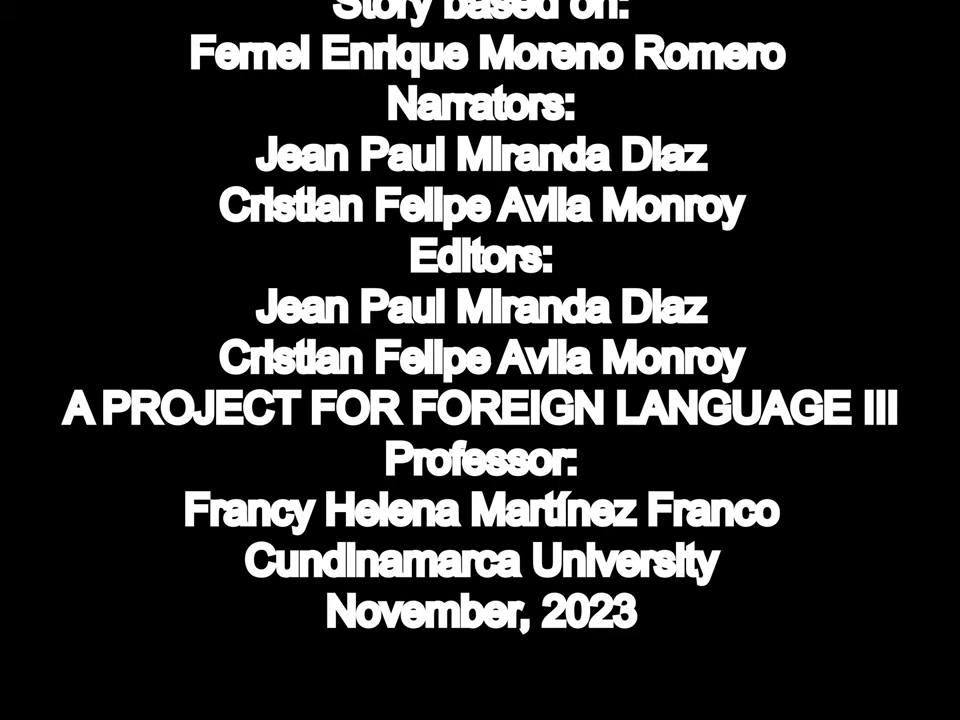 Story based on:
Fernel Enrique Moreno Romero
Narrators:
Jean Paul Miranda Diaz
Cristian Felipe Avila Monroy
Editors:
Jean Paul Miranda Diaz
Cristian Felipe Avila Monroy
A PROJECT FOR FOREIGN LANGUAGE III
Professor:
Francy Helena Martínez Franco
Cundinamarca University
November, 2023